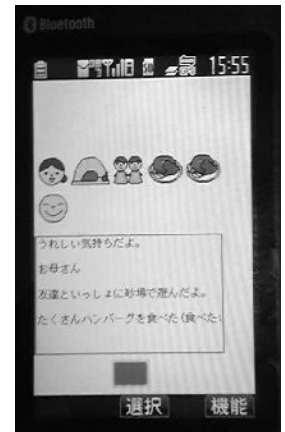 Bluetooth
15:55
うれしい気持ちだよ。
お母さん
友達といっしょに砂場で遊んだよ。
たくさんハンバーグを食べた(食べた
選択 機能